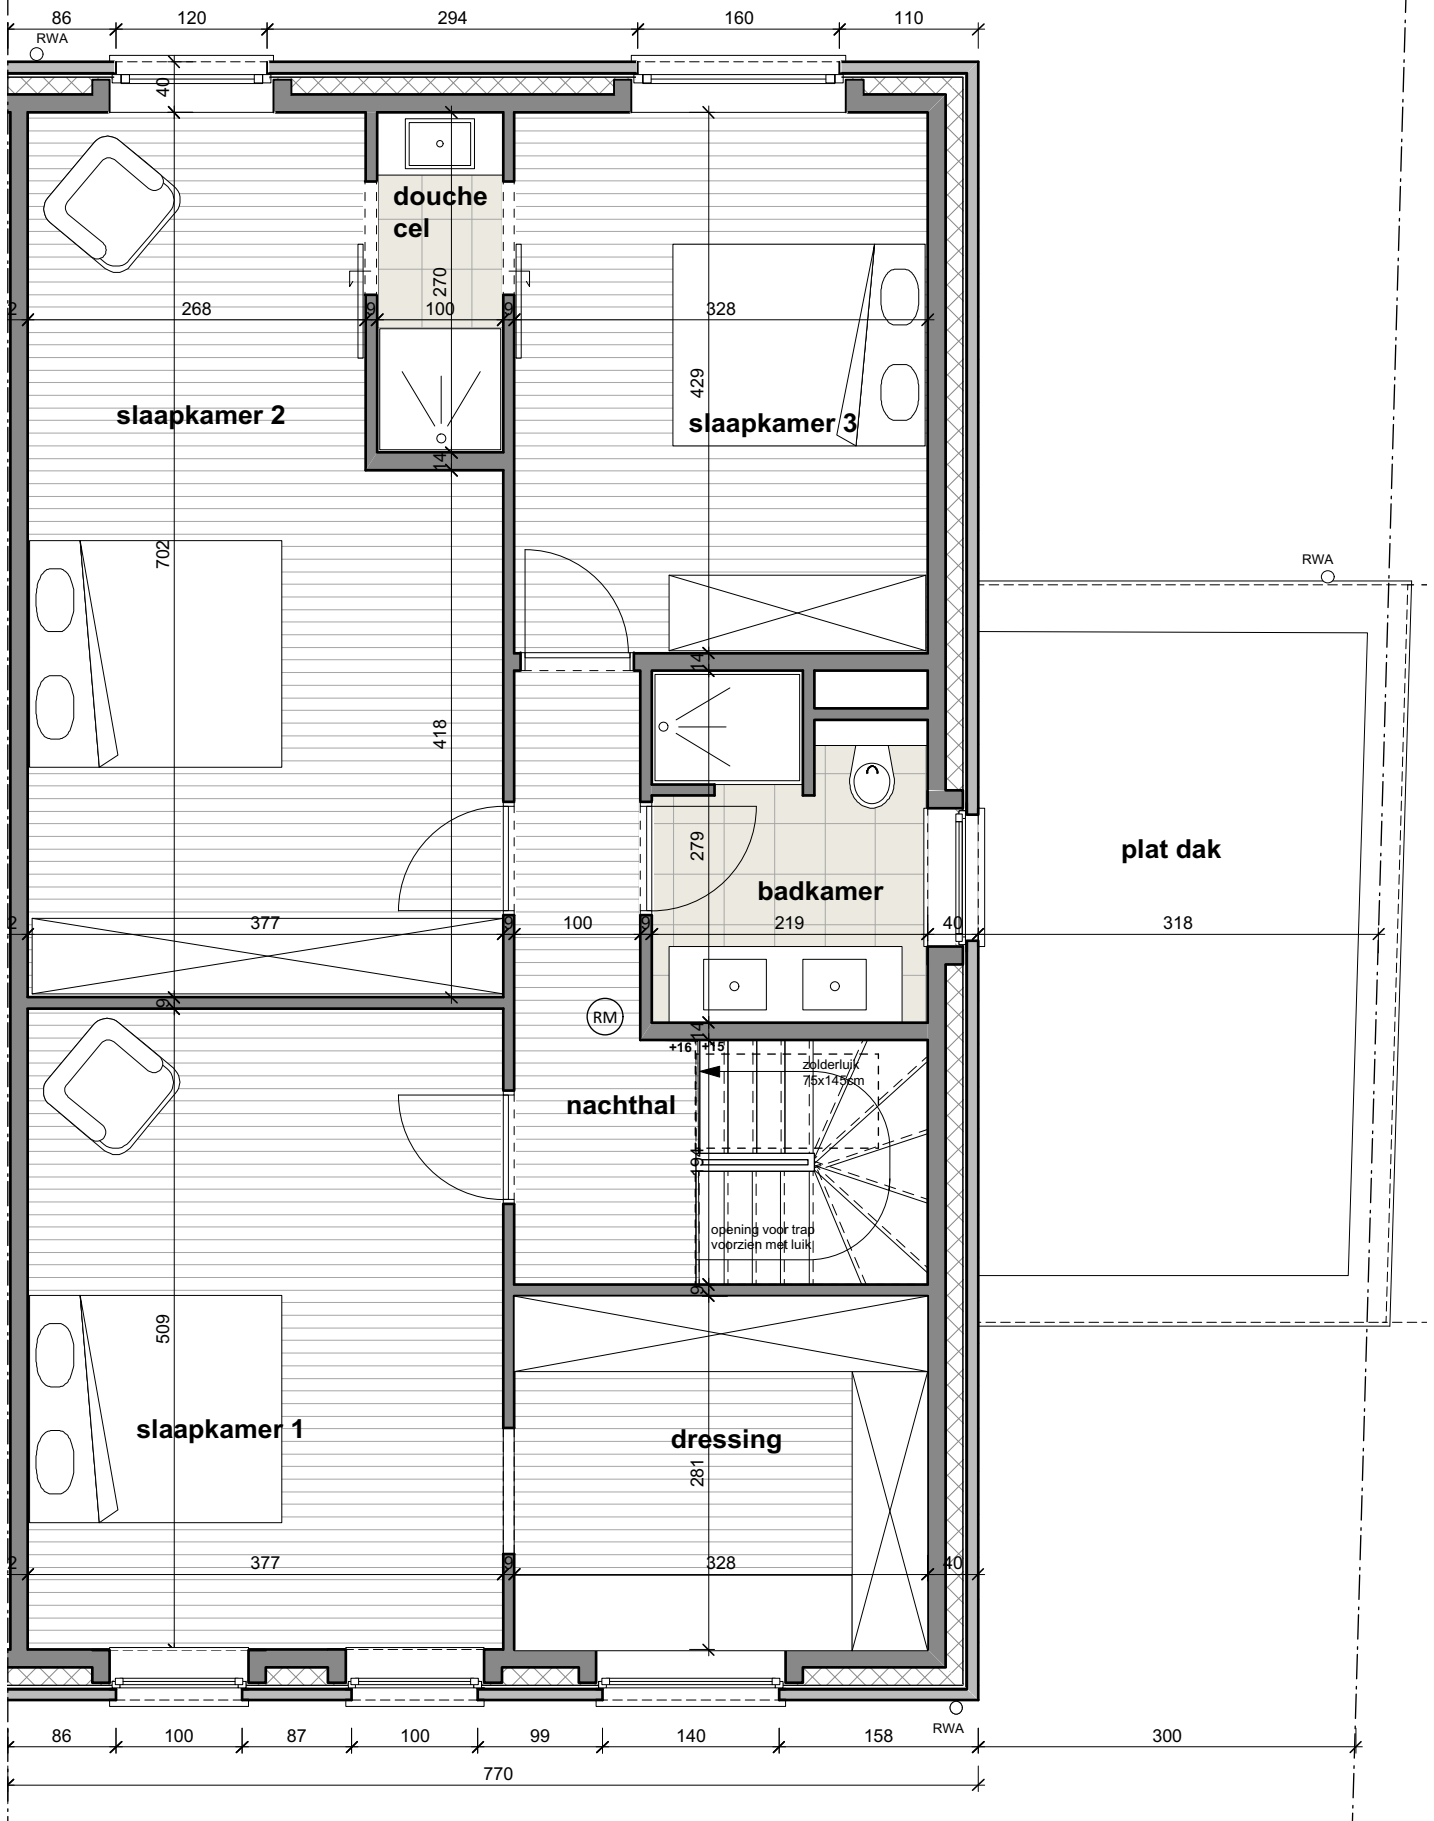 86 120 294 160 110
RWA
40
douche
cel
270
268 9 100 9 328
2
429
slaapkamer 2
slaapkamer 3
14
702
RWA
418
14
279
plat dak
badkamer
2 377 9 100 9 219 40 318
9
RM
14
+16 +15
zolderluik
75x145cm
nachthal
194
opening voor trap
voorzien met luik
9
509
slaapkamer 1
dressing
281
2 377 9 328 40
RWA
86 100 87 100 99 140 158 300
770